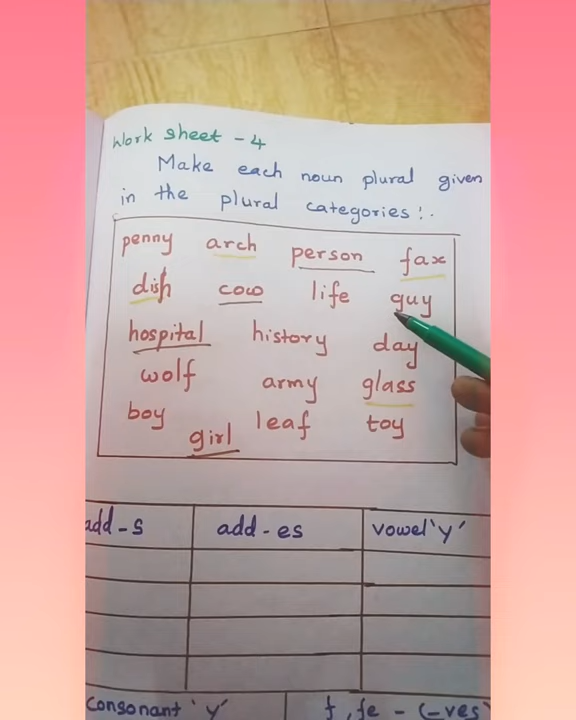 Work sheet - 4
Make each noun plural given
in the plural categories :.
penny arch person fax
dish cow life guy
hospital history day
wolf army glass
boy girl leaf toy
add-s add-es vowel 'y'
consonant 'y' f, fe - (-ves)